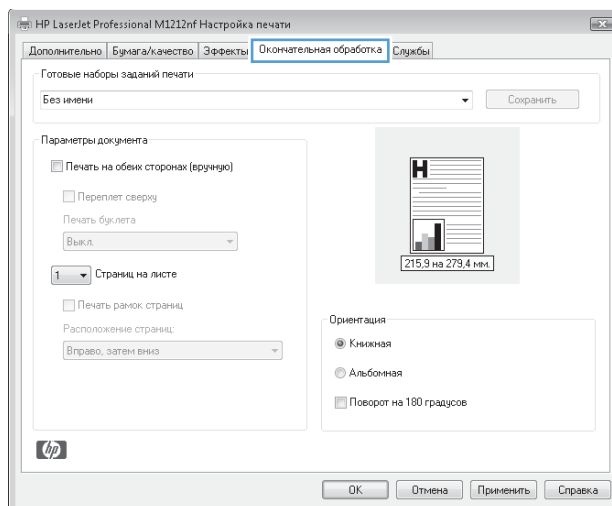 HP LaserJet Professional M1212nf Настройка печати
Дополнительно Бумага/качество Эффекты Окончательная обработка Службы
Готовые наборы заданий печати
Без имени Сохранить
Параметры документа
Печать на обеих сторонах (вручную)
Переплет сверху
Печать буклета
Выкл.
1 Страниц на листе
Печать рамок страниц
Расположение страниц:
Вправо, затем вниз
H
215,9 на 279,4 мм.
Ориентация
Книжная
Альбомная
Поворот на 180 градусов
hp
OK Отмена Применить Справка